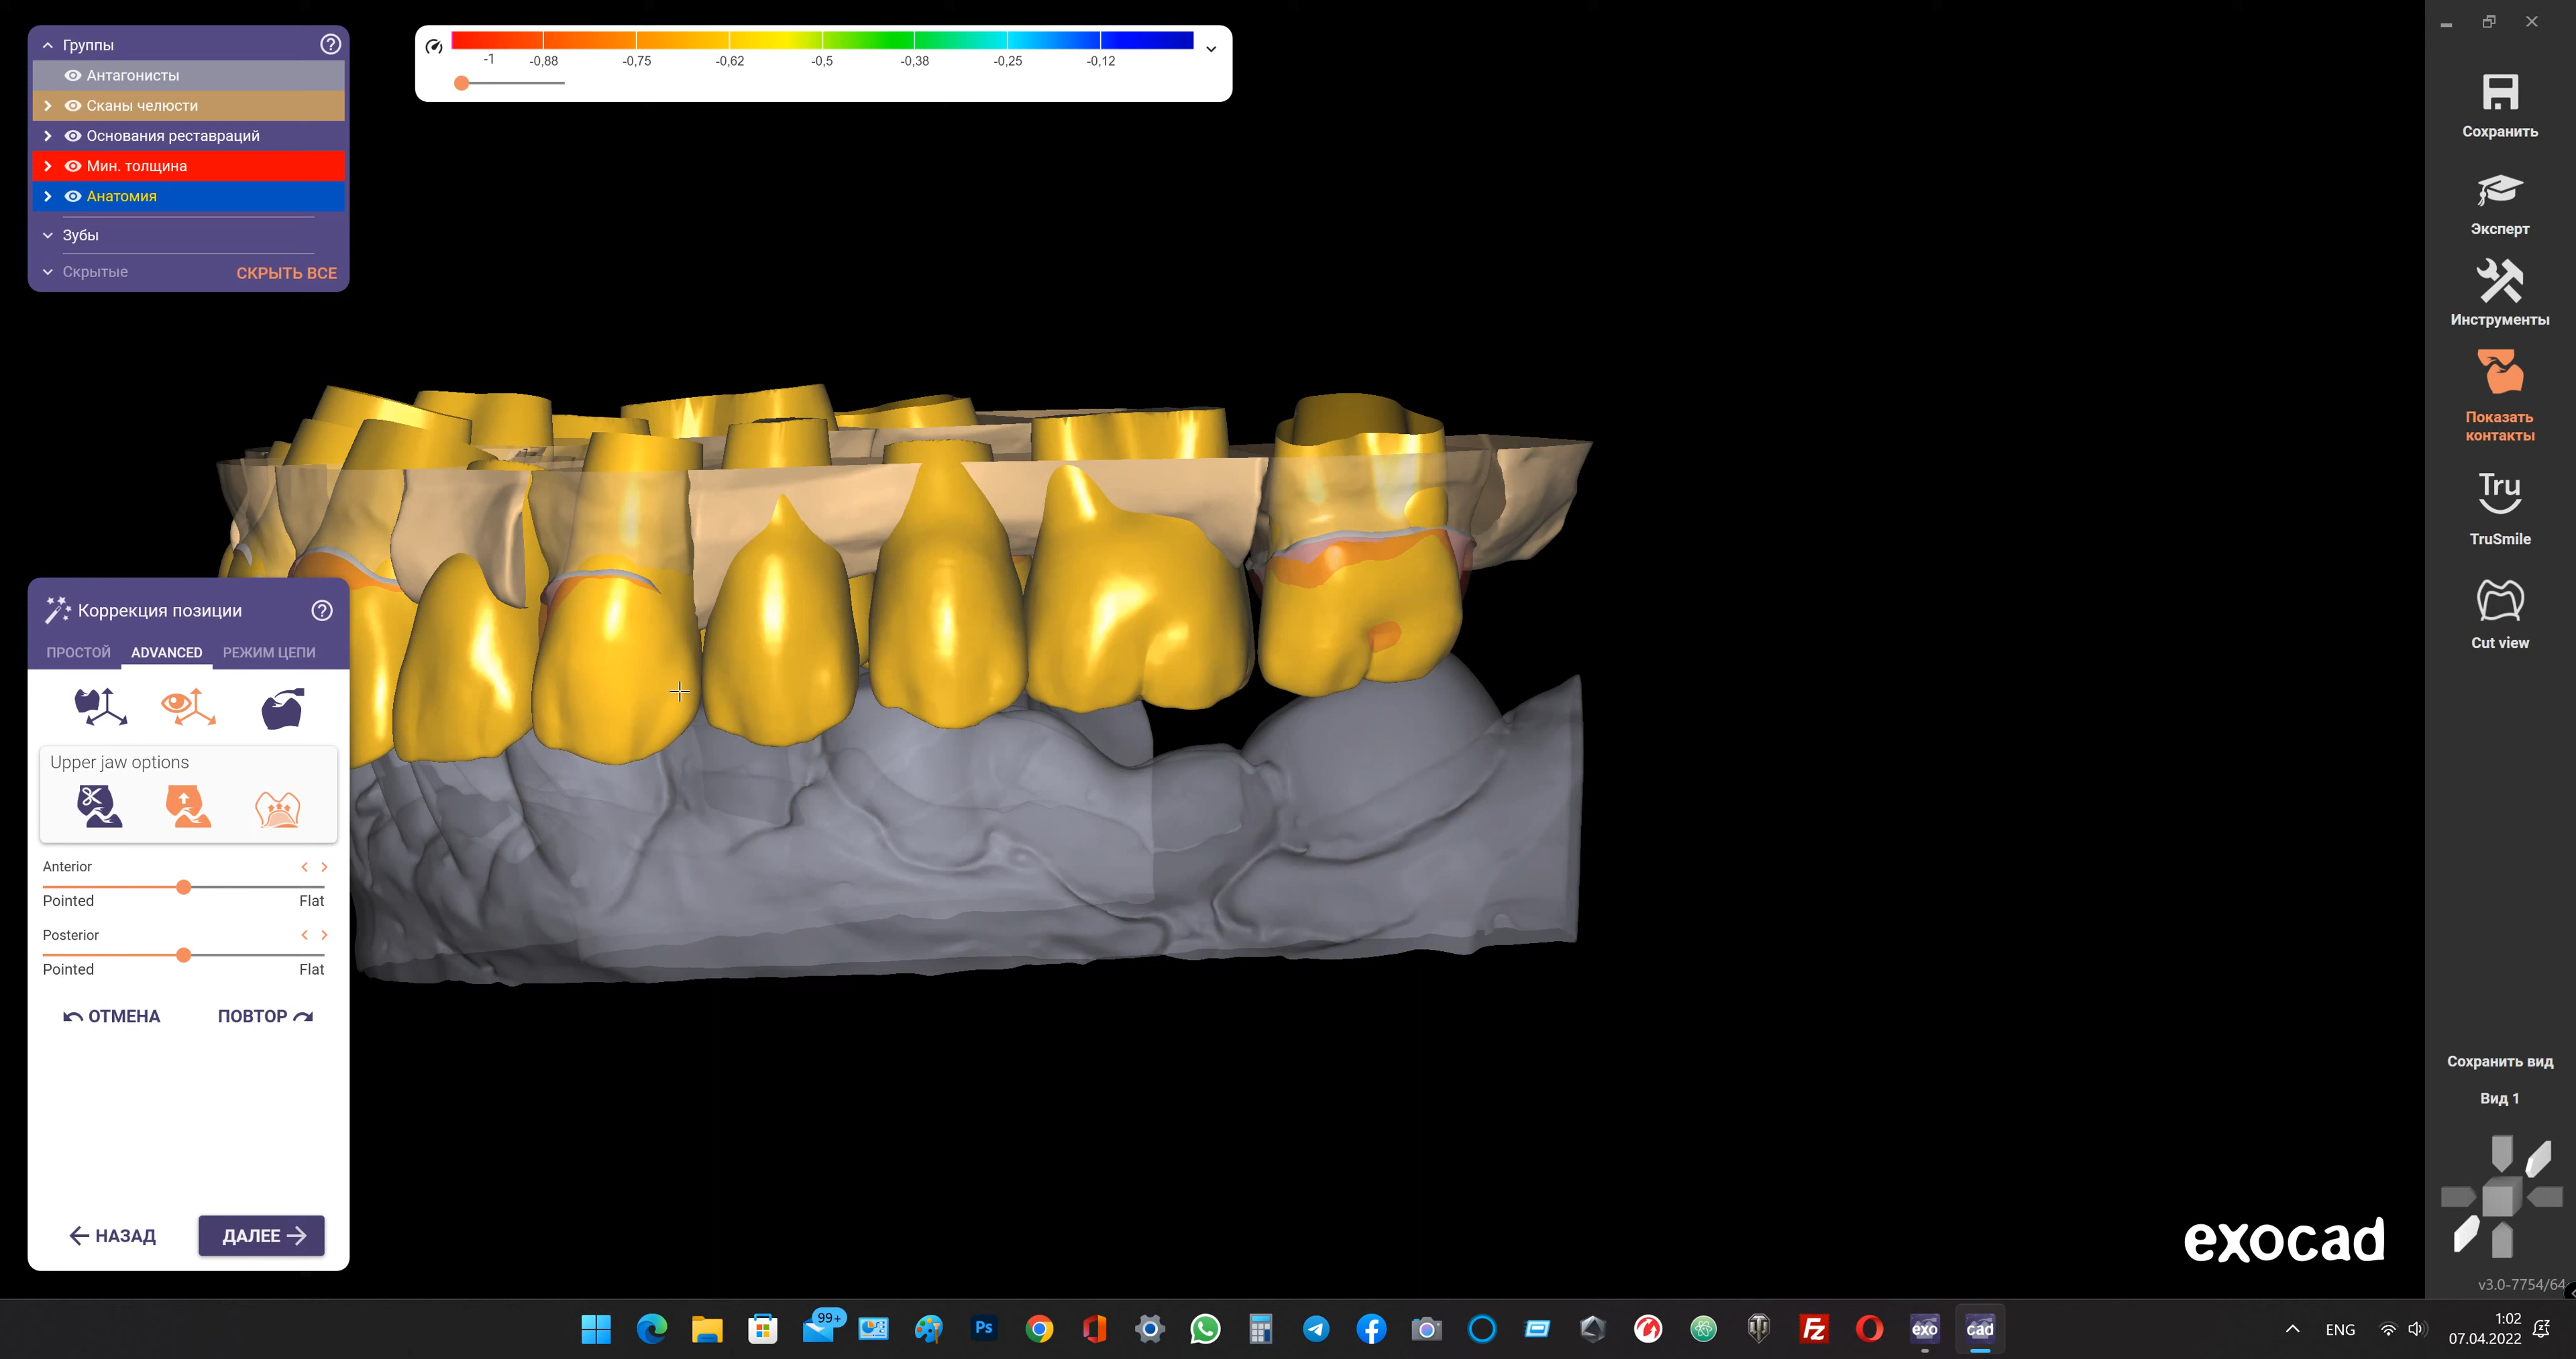 Группы
Антагонисты
Сканы челюсти
Основания реставраций
Мин. толщина
Анатомия
Зубы
Скрытые СКРЫТЬ ВСЕ
-1 -0,88 -0,75 -0,62 -0,5 -0,38 -0,25 -0,12
Сохранить
Эксперт
Инструменты
Показать
контакты
Tru
TruSmile
Cut view
Коррекция позиции
ПРОСТОЙ ADVANCED РЕЖИМ ЦЕПИ
Upper jaw options
Anterior
Pointed Flat
Posterior
Pointed Flat
ОТМЕНА ПОВТОР
НАЗАД ДАЛЕЕ
Сохранить вид
Вид 1
exocad
v3.0-7754/64
99+
Ps
Fz
exo
cad
ENG
1:02
07.04.2022